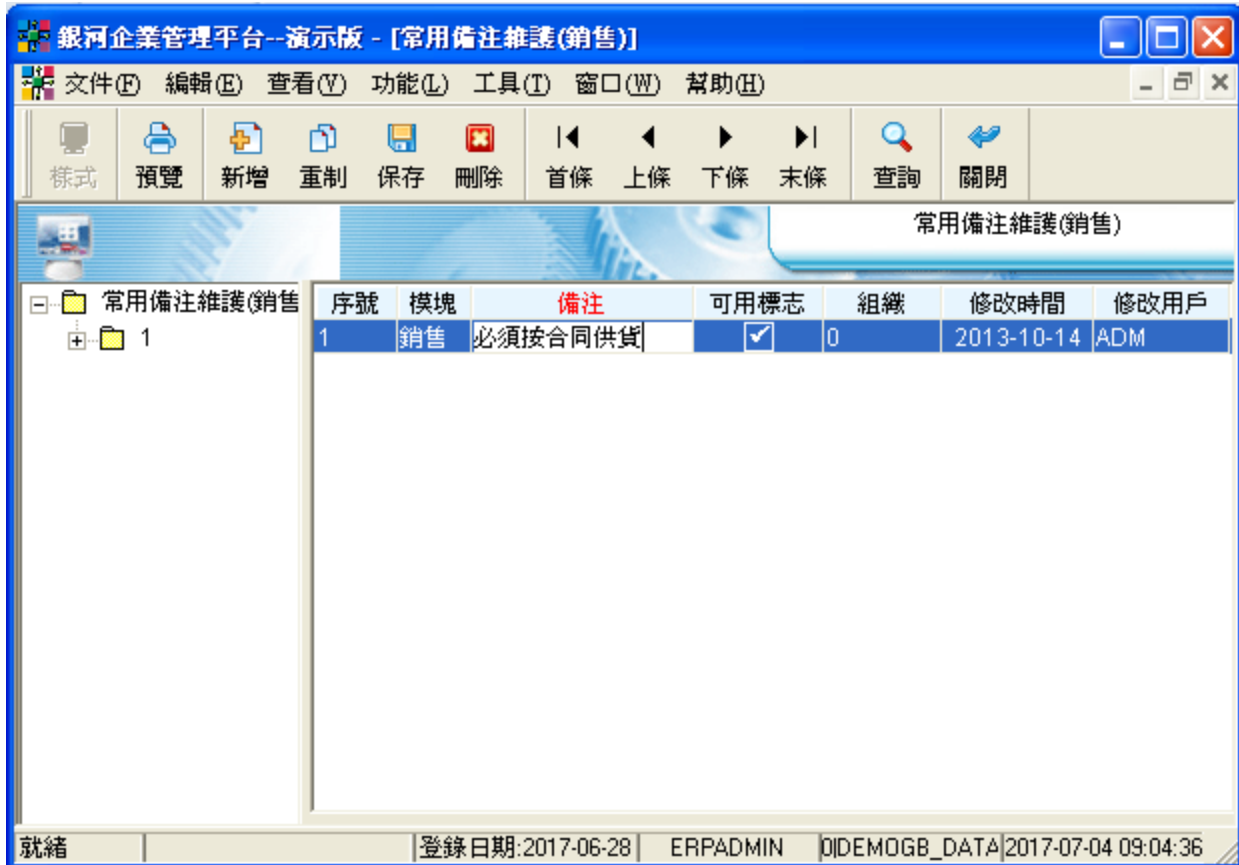 銀河企業管理平台--演示版 - [常用備注維護(銷售)]
文件(F) 編輯(E) 查看(V) 功能(L) 工具(T) 窗口(W) 幫助(H)
樣式 預覽 新增 重制 保存 刪除 首條 上條 下條 末條 查詢 關閉
常用備注維護(銷售)
常用備注維護(銷售
1
序號 模塊 備注 可用標志 組織 修改時間 修改用戶
1 銷售 必須按合同供貨 0 2013-10-14 ADM
就緒 登錄日期:2017-06-28 ERPADMIN 0|DEMOGB_DATA 2017-07-04 09:04:36